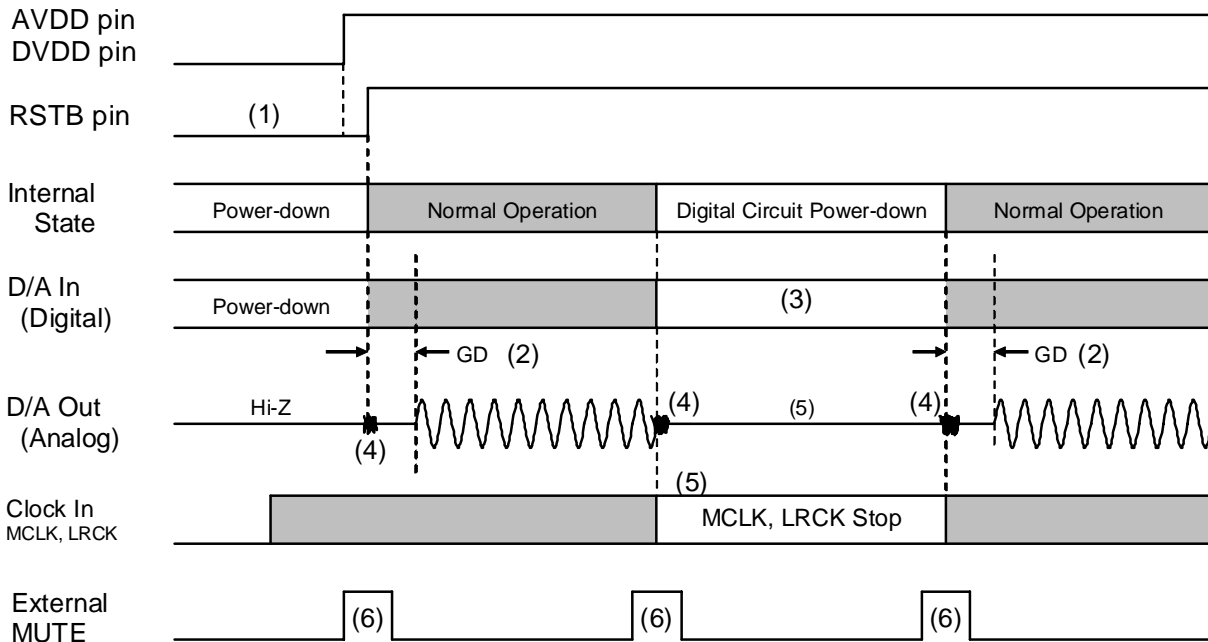 AVDD pin
DVDD pin
RSTB pin
(1)
Internal
State
Power-down
Normal Operation
Digital Circuit Power-down
Normal Operation
D/A In
(Digital)
Power-down
(3)
GD (2)
GD (2)
D/A Out
(Analog)
Hi-Z
(4)
(4)
(5)
(4)
Clock In
MCLK, LRCK
(5)
MCLK, LRCK Stop
External
MUTE
(6)
(6)
(6)